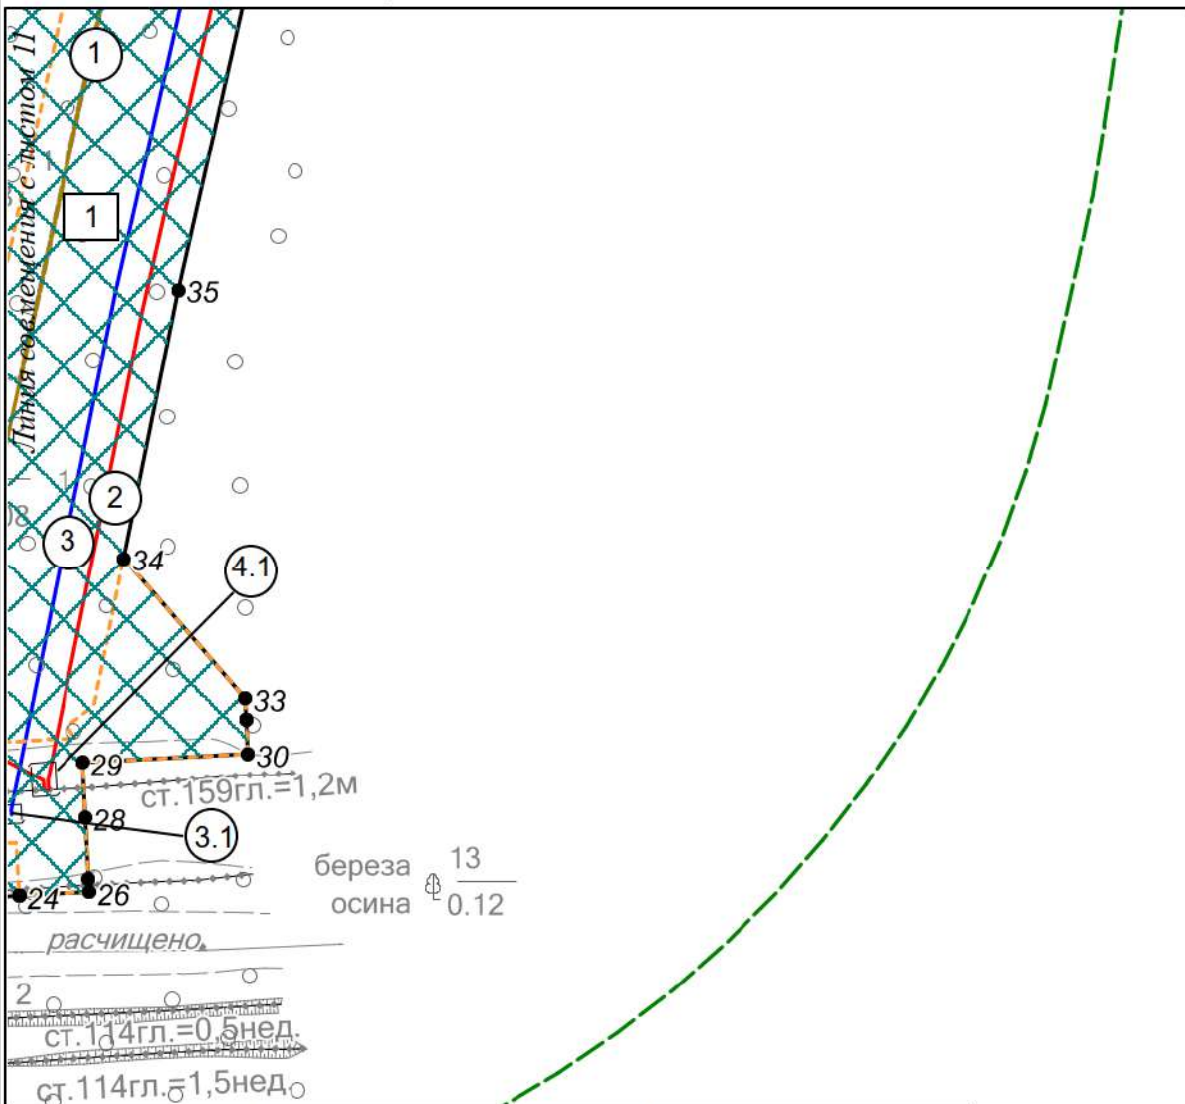 Линия совмещения с листом 11
1
1
1
35
1
2
3
34
4.1
33
30
29
ст.159гл.=1,2м
28
3.1
береза 13
осина 0.12
24
26
расчищено
2
ст.114гл.=0,5нед.
ст.114гл.=1,5нед.